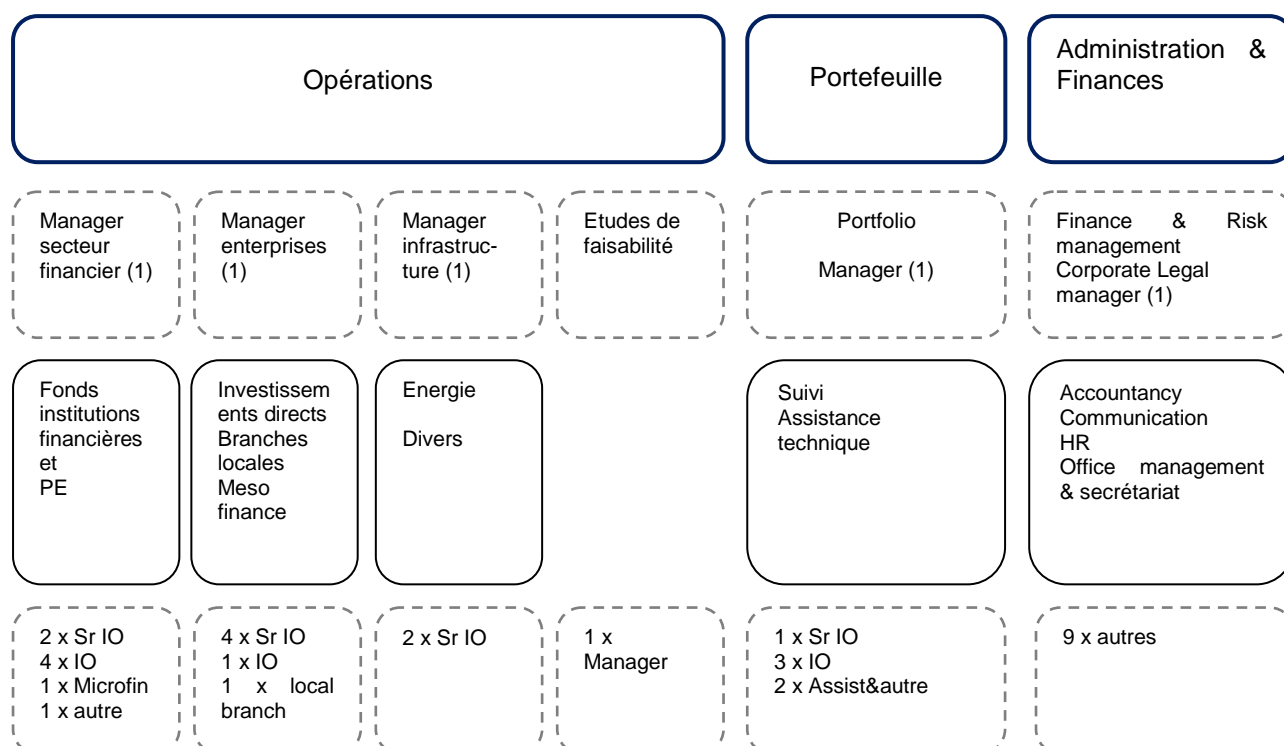 Opérations
Portefeuille
Administration &
Finances
Manager
secteur
financier (1)
Manager
enterprises
(1)
Manager
infrastruc-
ture (1)
Etudes de
faisabilité
Portfolio
Manager (1)
Finance & Risk
management
Corporate Legal
manager (1)
Fonds
institutions
financières
et
PE
Investissem
ents directs
Branches
locales
Meso
finance
Energie
Divers
Suivi
Assistance
technique
Accountancy
Communication
HR
Office management
& secrétariat
2 x Sr IO
4 x IO
1 x Microfin
1 x autre
4 x Sr IO
1 x IO
1 x local
branch
2 x Sr IO
1 x
Manager
1 x Sr IO
3 x IO
2 x Assist&autre
9 x autres